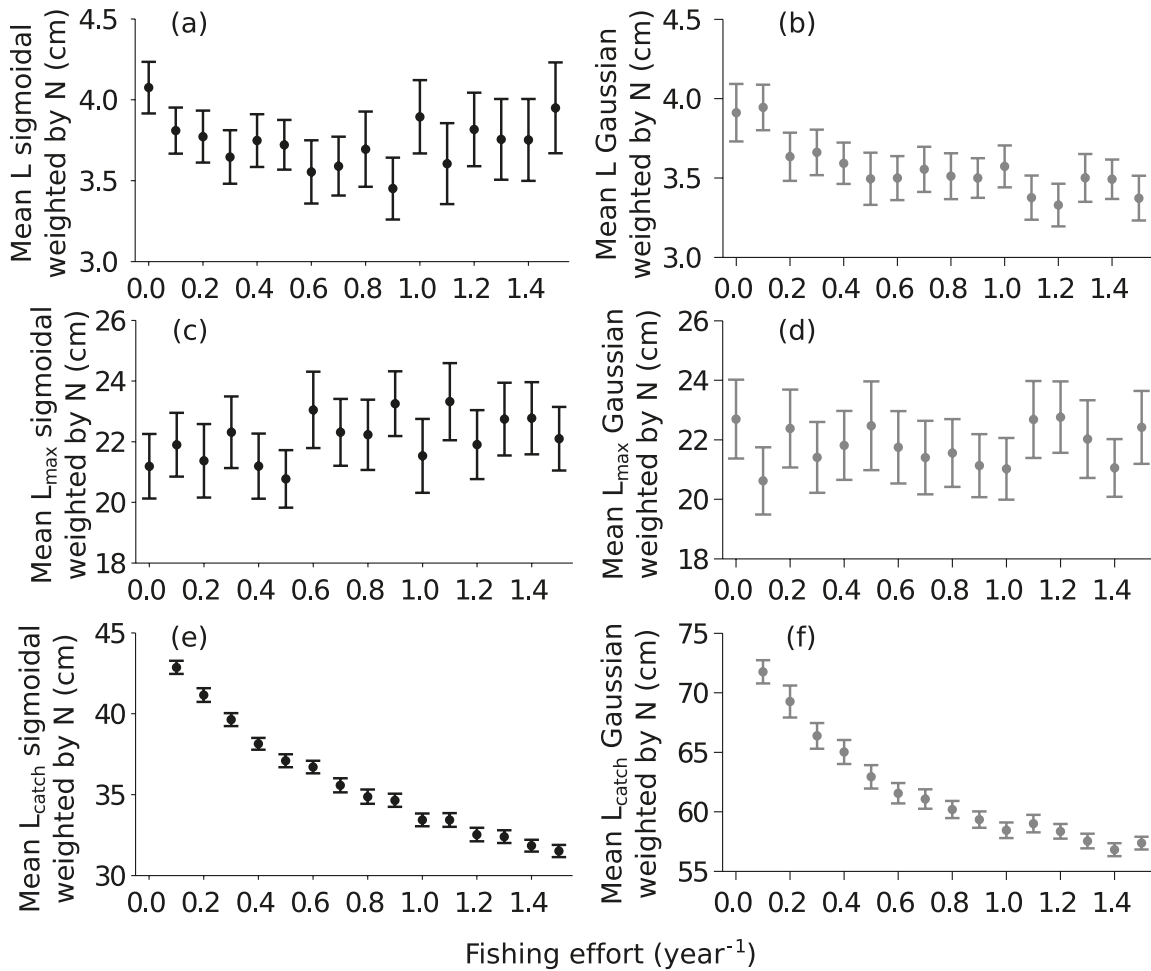 (a)
Mean L sigmoidal
weighted by N (cm)
4.5
4.0
3.5
3.0
0.0 0.2 0.4 0.6 0.8 1.0 1.2 1.4
(b)
Mean L Gaussian
weighted by N (cm)
4.5
4.0
3.5
3.0
0.0 0.2 0.4 0.6 0.8 1.0 1.2 1.4
(c)
Mean Lmax sigmoidal
weighted by N (cm)
26
24
22
20
18
0.0 0.2 0.4 0.6 0.8 1.0 1.2 1.4
(d)
Mean Lmax Gaussian
weighted by N (cm)
26
24
22
20
18
0.0 0.2 0.4 0.6 0.8 1.0 1.2 1.4
(e)
Mean Lcatch sigmoidal
weighted by N (cm)
45
40
35
30
0.0 0.2 0.4 0.6 0.8 1.0 1.2 1.4
(f)
Mean Lcatch Gaussian
weighted by N (cm)
75
70
65
60
55
0.0 0.2 0.4 0.6 0.8 1.0 1.2 1.4
Fishing effort (year⁻¹)